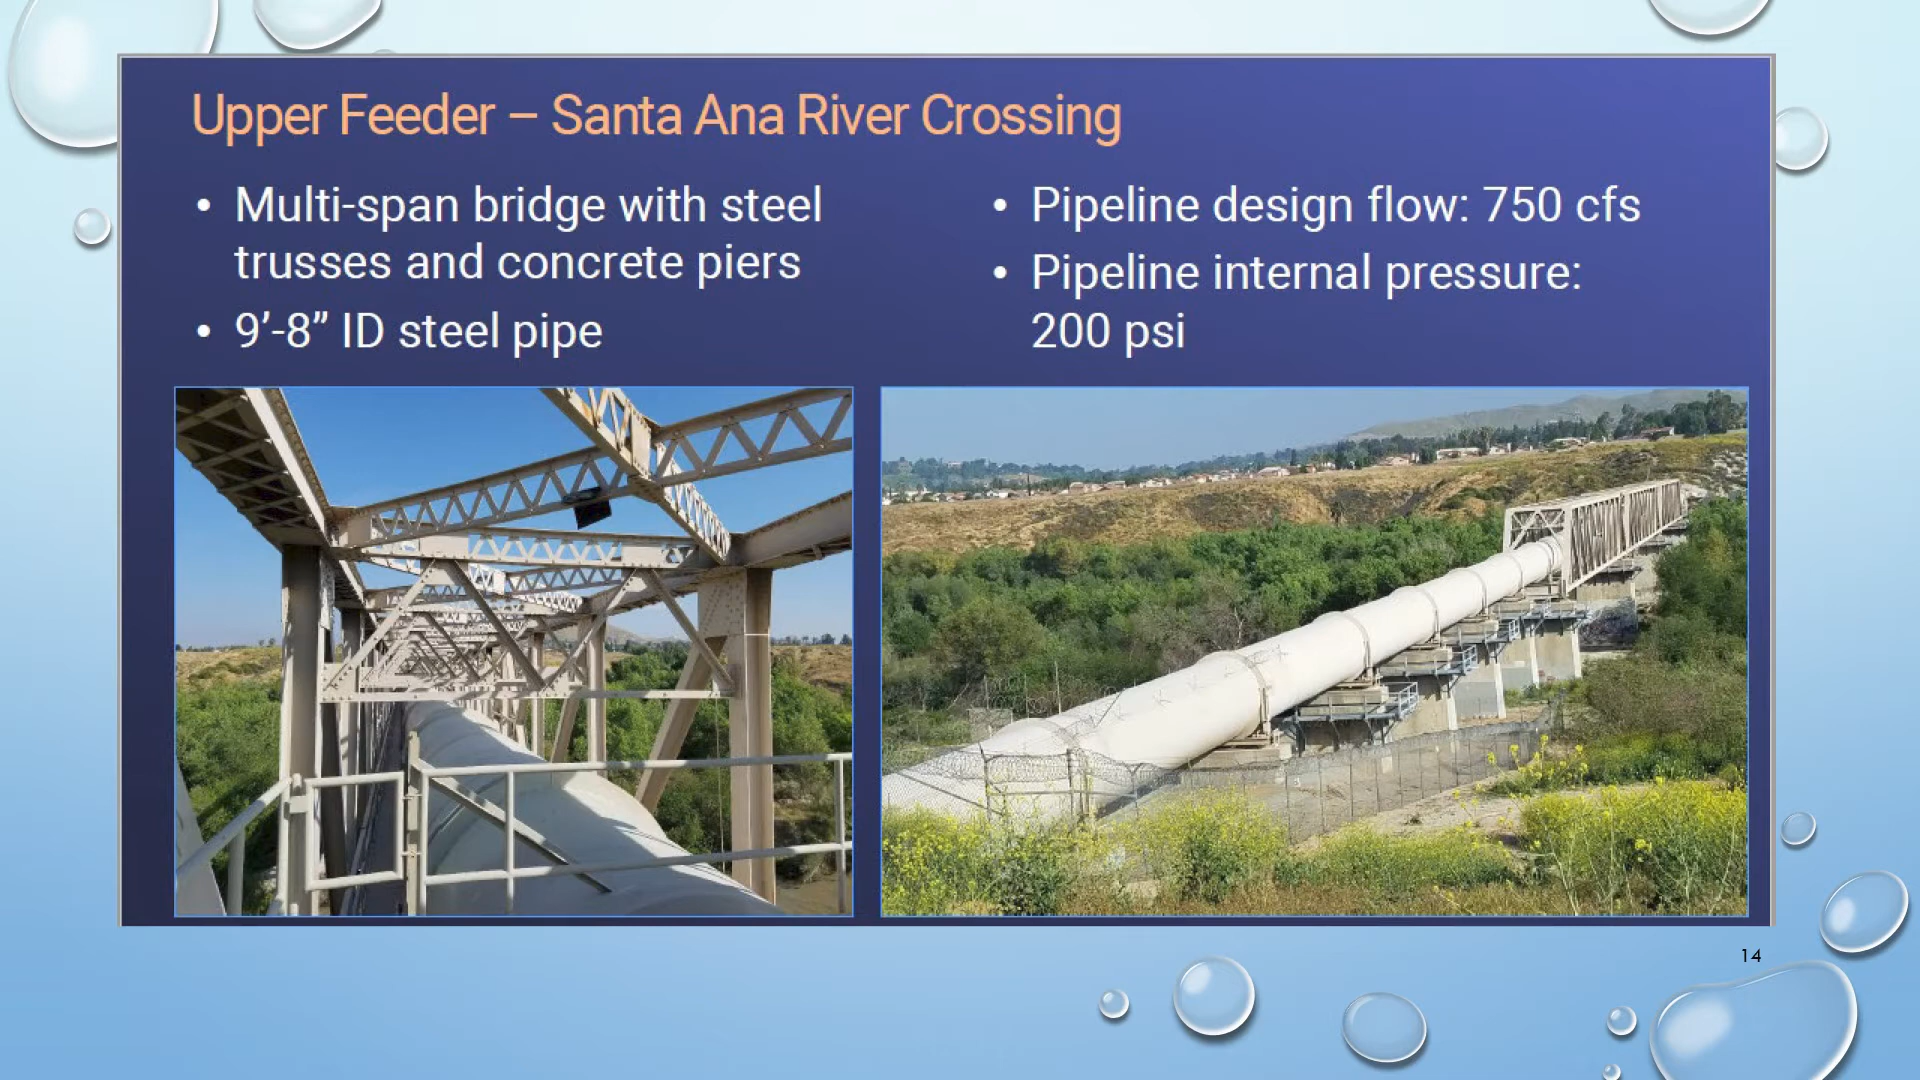 Upper Feeder – Santa Ana River Crossing
• Multi-span bridge with steel
trusses and concrete piers
• 9’-8” ID steel pipe
• Pipeline design flow: 750 cfs
• Pipeline internal pressure:
200 psi
14